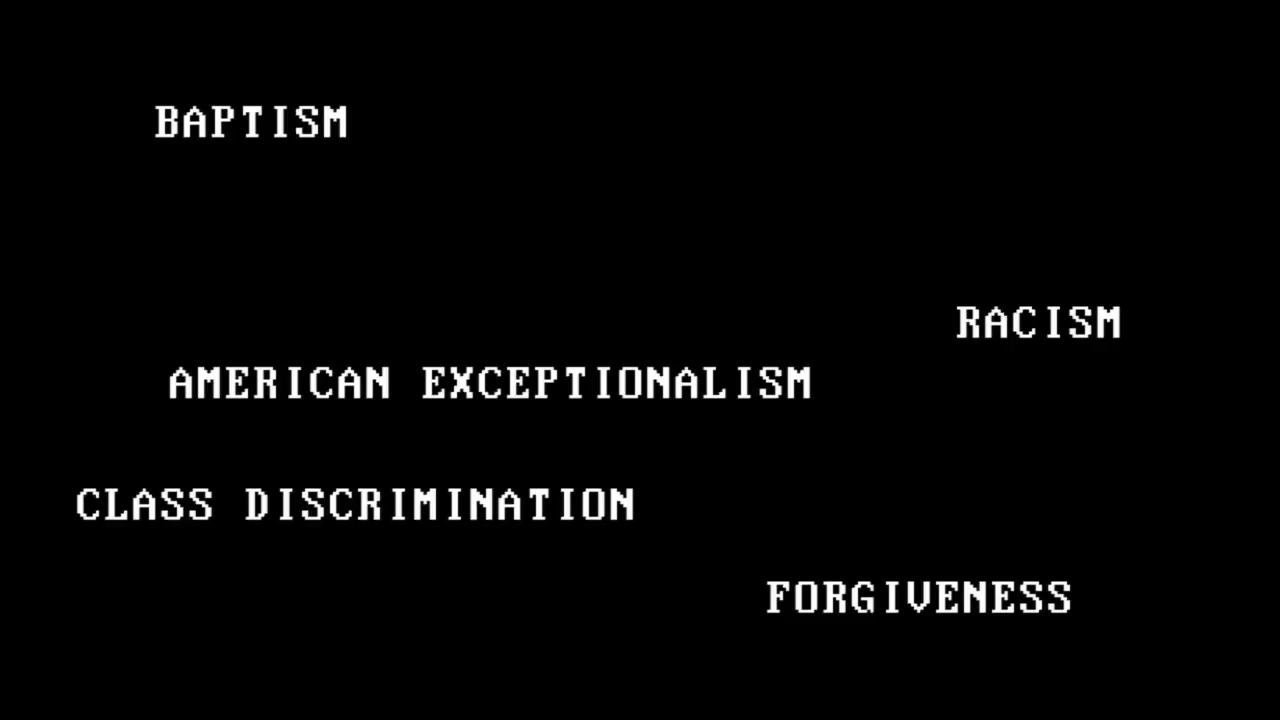 BAPTISM
RACISM
AMERICAN EXCEPTIONALISM
CLASS DISCRIMINATION
FORGIVENESS